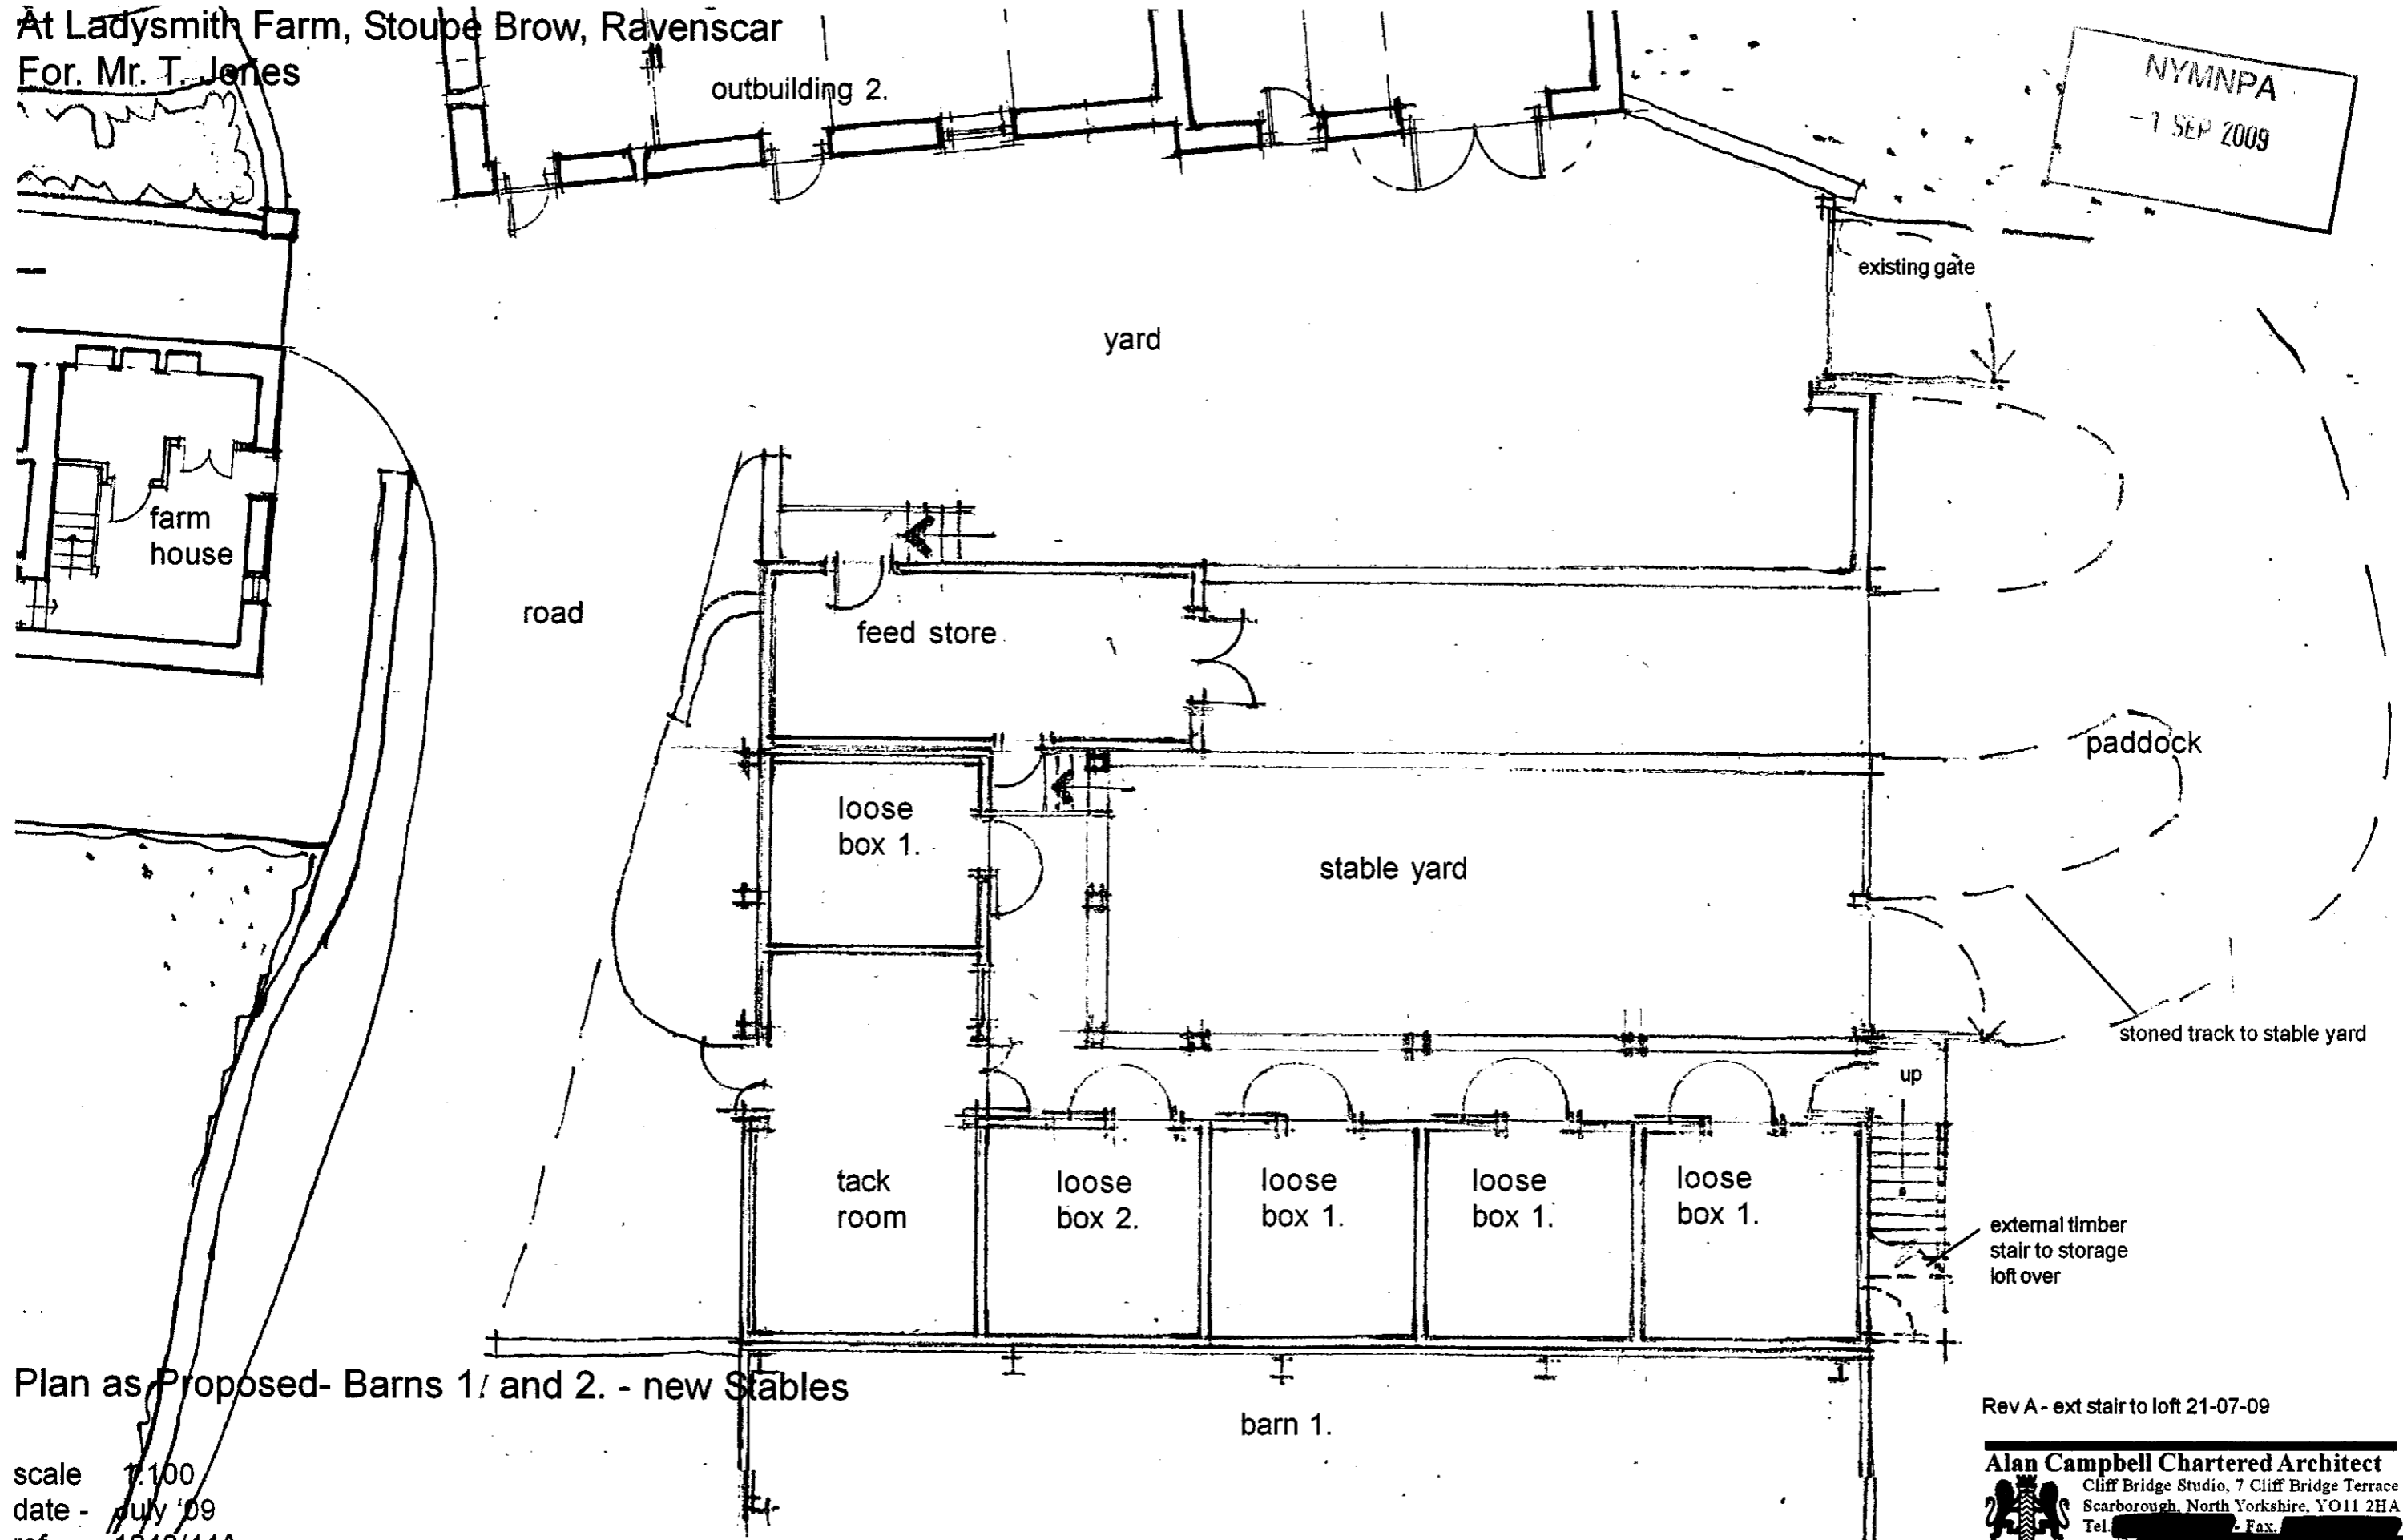 At Ladysmith Farm, Stoupe Brow, Ravenscar
For. Mr. T. Jones
outbuilding 2.
NYMNPA
- 1 SEP 2009
existing gate
yard
farm
house
road
feed store
paddock
loose
box 1.
stable yard
stoned track to stable yard
up
tack
room
loose
box 2.
loose
box 1.
loose
box 1.
loose
box 1.
external timber
stair to storage
loft over
Plan as Proposed- Barns 1/ and 2. - new Stables
barn 1.
Rev A - ext stair to loft 21-07-09
scale 1:100
date - July '09
Alan Campbell Chartered Architect
Cliff Bridge Studio, 7 Cliff Bridge Terrace
Scarborough, North Yorkshire, YO11 2HA
Tel. - Fax.